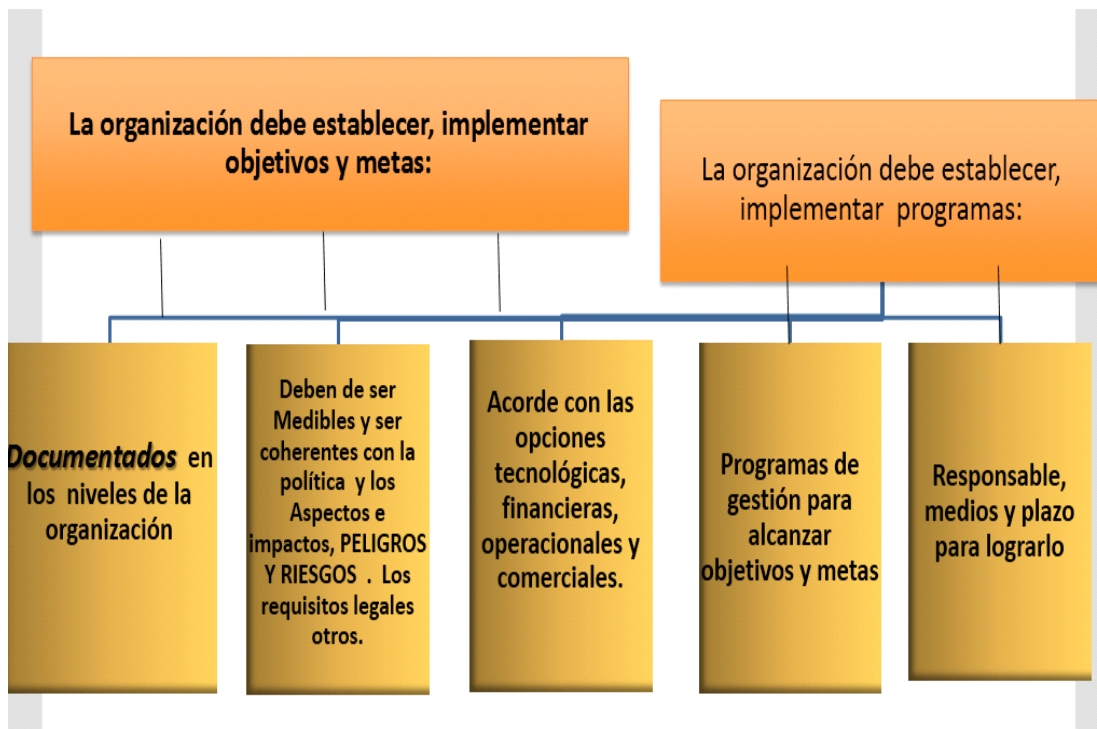 La organización debe establecer, implementar
objetivos y metas:
La organización debe establecer,
implementar programas:
Documentados en
los niveles de la
organización
Deben de ser
Medibles y ser
coherentes con la
política y los
Aspectos e
impactos, PELIGROS
Y RIESGOS . Los
requisitos legales
otros.
Acorde con las
opciones
tecnológicas,
financieras,
operacionales y
comerciales.
Programas de
gestión para
alcanzar
objetivos y metas
Responsable,
medios y plazo
para lograrlo